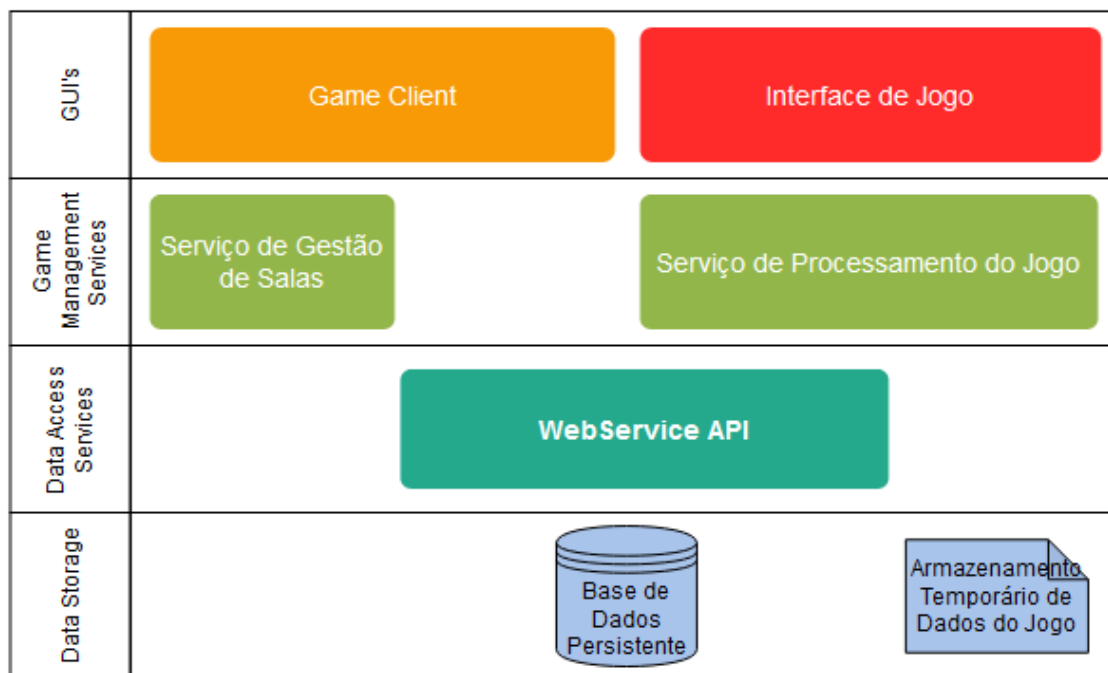 GUI's
Game Client
Interface de Jogo
Game
Management
Services
Serviço de Gestão
de Salas
Serviço de Processamento do Jogo
Data Access
Services
WebService API
Data Storage
Base de
Dados
Persistente
Armazenamento
Temporário de
Dados do Jogo